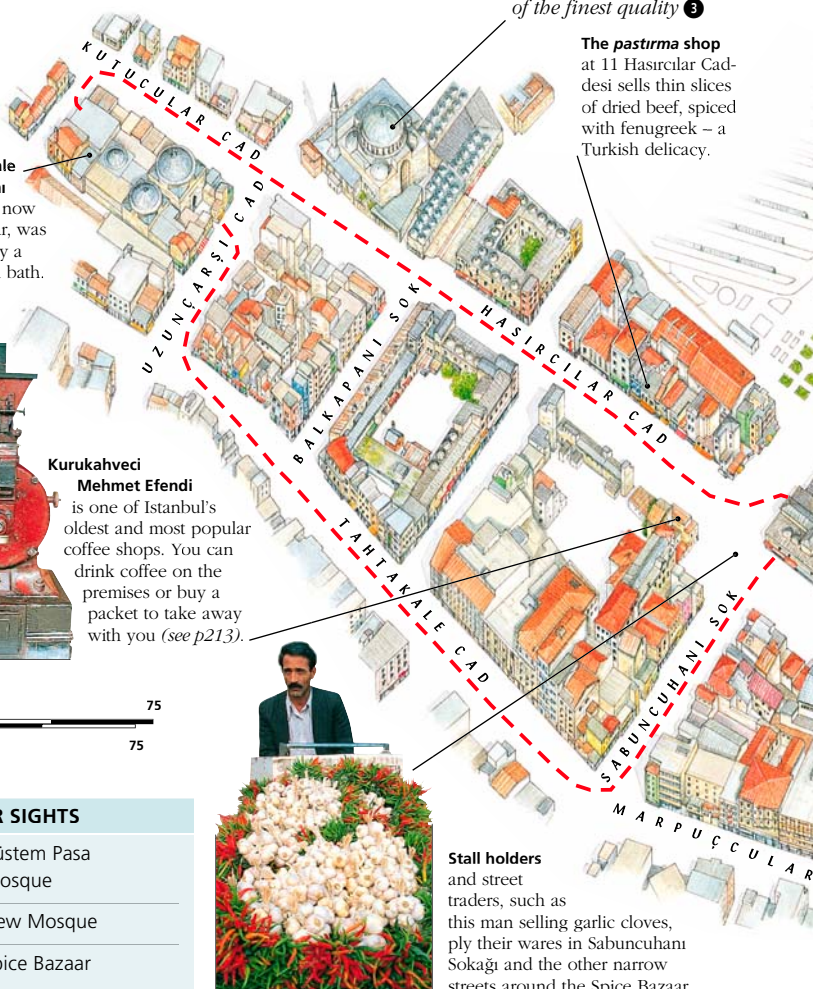 of the finest quality 3
The pastırma shop
at 11 Hasırcılar Cad-
desi sells thin slices
of dried beef, spiced
with fenugreek – a
Turkish delicacy.
KUTUCULAR CAD
now
was
y a
bath.
UZUNÇARŞI CAD
BALKAPANI SOK
HASIRCILAR CAD
Kurukahveci
Mehmet Efendi
is one of Istanbul's
oldest and most popular
coffee shops. You can
drink coffee on the
premises or buy a
packet to take away
with you (see p213).
TAHTAKALE CAD
SABUNCUHANI SOK
MARPUÇCULAR
75
75
SIGHTS
üstem Pasa
osque
ew Mosque
pice Bazaar
Stall holders
and street
traders, such as
this man selling garlic cloves,
ply their wares in Sabuncuhanı
Sokağı and the other narrow
streets around the Spice Bazaar